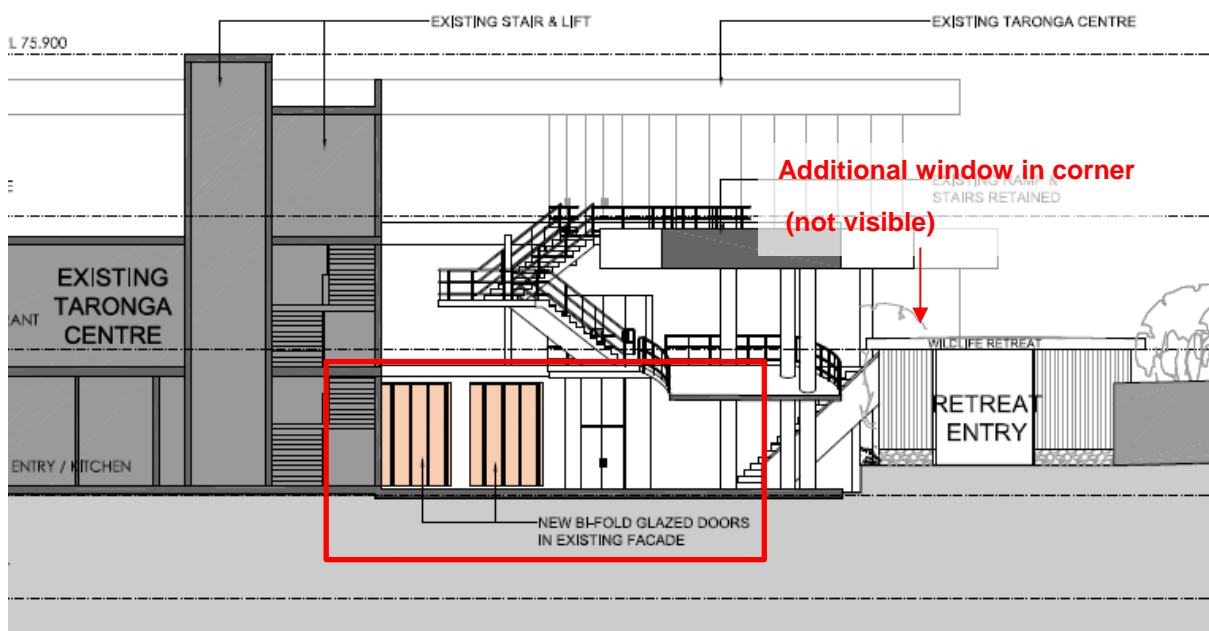 EXISTING STAIR & LIFT
EXISTING TARONGA CENTRE
L 75.900
Additional window in corner
EXISTING RAMP &
STAIRS RETAINED
(not visible)
EXISTING
TARONGA
CENTRE
RANT
WILDLIFE RETREAT
RETREAT
ENTRY
ENTRY / KITCHEN
NEW BI-FOLD GLAZED DOORS
IN EXISTING FACADE